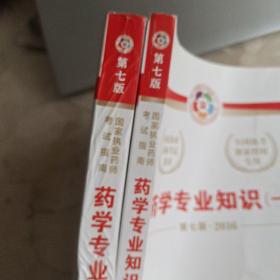 第七版
国家执业药师
考试指南
药学专业
第七版
国家执业药师
考试指南
药学专业知识
药学专业知识（一
第七版·2016